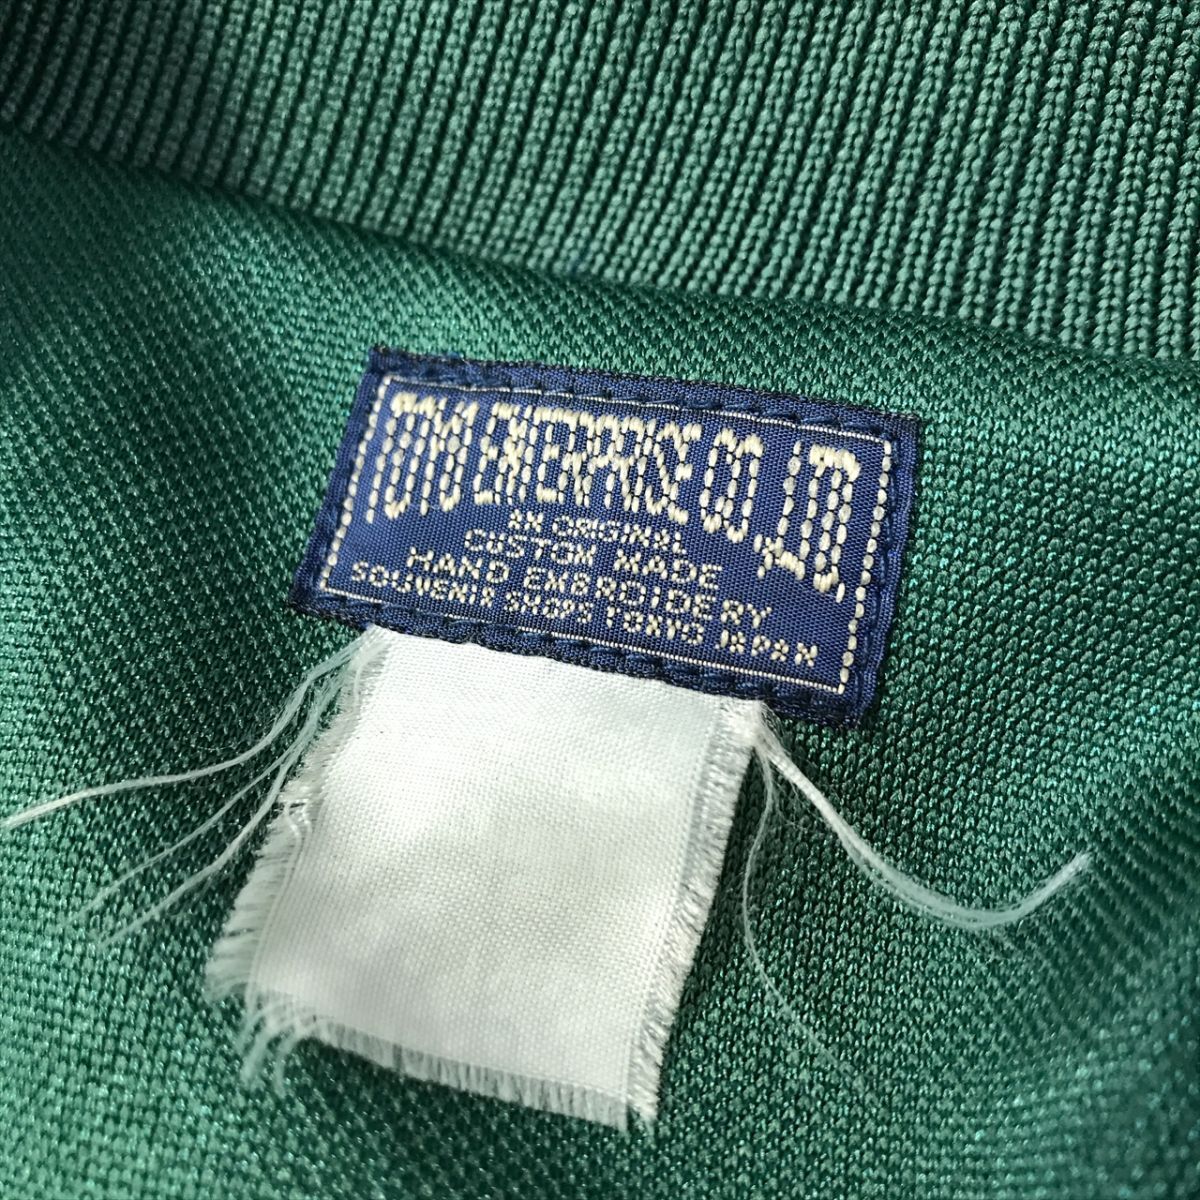 TOYO ENTERPRISE CO., LTD.
AN ORIGINAL
CUSTOM MADE
HAND EMBROIDERY
SOUVENIR SHOPS TOKYO JAPAN